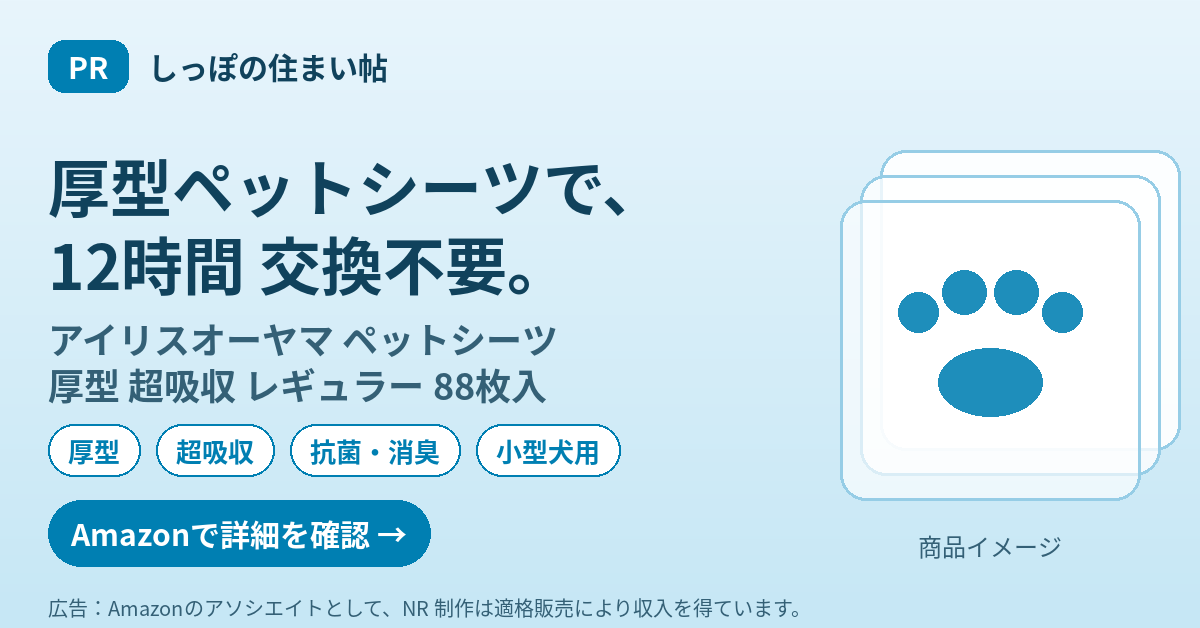 PR しっぽの住まい帖
厚型ペットシーツで、
12時間 交換不要。
アイリスオーヤマ ペットシーツ
厚型 超吸収 レギュラー 88枚入
厚型 超吸収 抗菌・消臭 小型犬用
Amazonで詳細を確認 →
商品イメージ
広告：Amazonのアソシエイトとして、NR 制作は適格販売により収入を得ています。